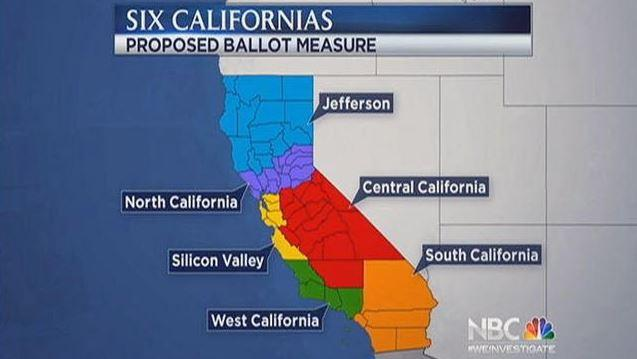 SIX CALIFORNIAS
PROPOSED BALLOT MEASURE
Jefferson
Central California
North California
South California
Silicon Valley
West California
NBC
#WEINVESTIGATE